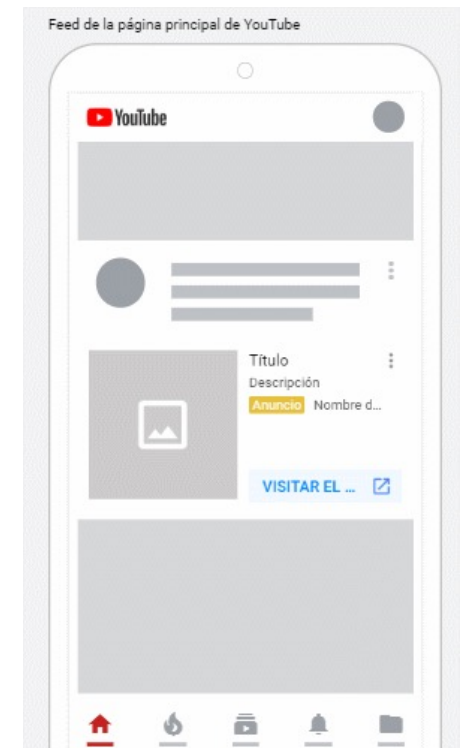 Feed de la página principal de YouTube
YouTube
Título
Descripción
Anuncio Nombre d...
VISITAR EL ...